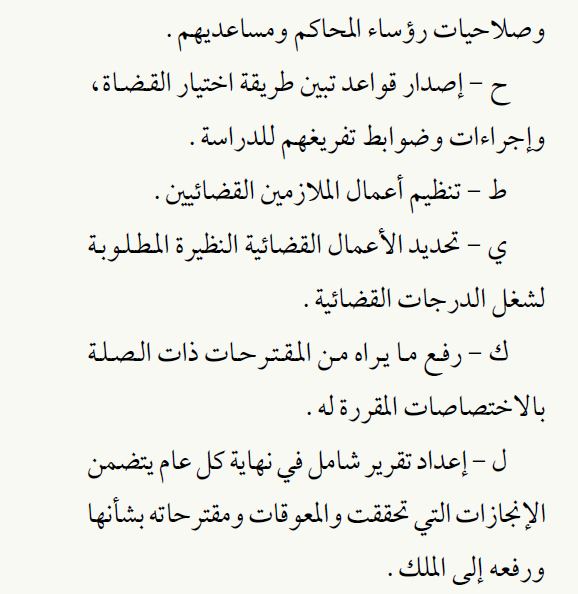 وصلاحيات رؤساء المحاكم ومساعديهم .
ح – إصدار قواعد تبين طريقة اختيار القضاة،
وإجراءات وضوابط تفريغهم للدراسة .
ط – تنظيم أعمال الملازمين القضائيين .
ي – تحديد الأعمال القضائية النظيرة المطلوبة
لشغل الدرجات القضائية .
ك – رفع ما يراه من المقترحات ذات الصلة
بالاختصاصات المقررة له .
ل – إعداد تقرير شامل في نهاية كل عام يتضمن
الإنجازات التي تحققت والمعوقات ومقترحاته بشأنها
ورفعه إلى الملك .